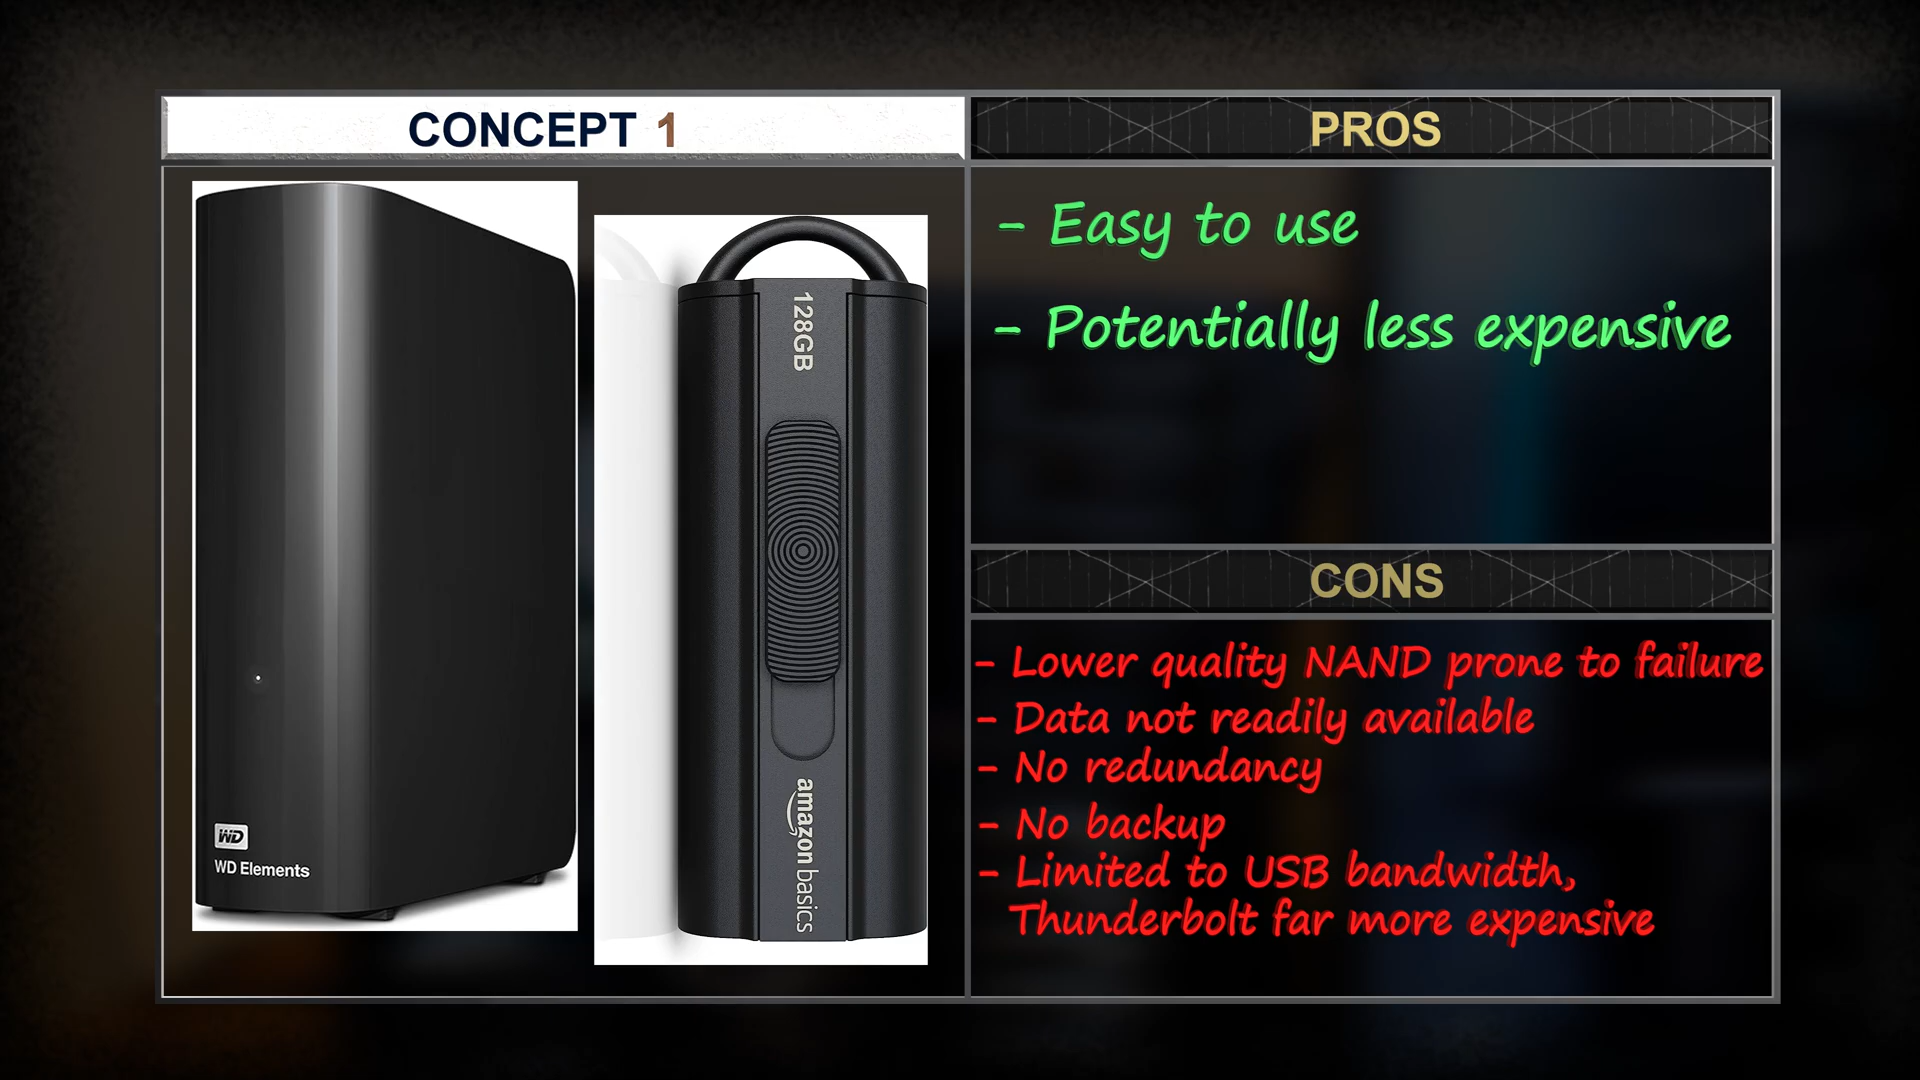 CONCEPT 1
WD
WD Elements
128GB
amazon basics
PROS
- Easy to use
- Potentially less expensive
CONS
- Lower quality NAND prone to failure
- Data not readily available
- No redundancy
- No backup
- Limited to USB bandwidth,
Thunderbolt far more expensive